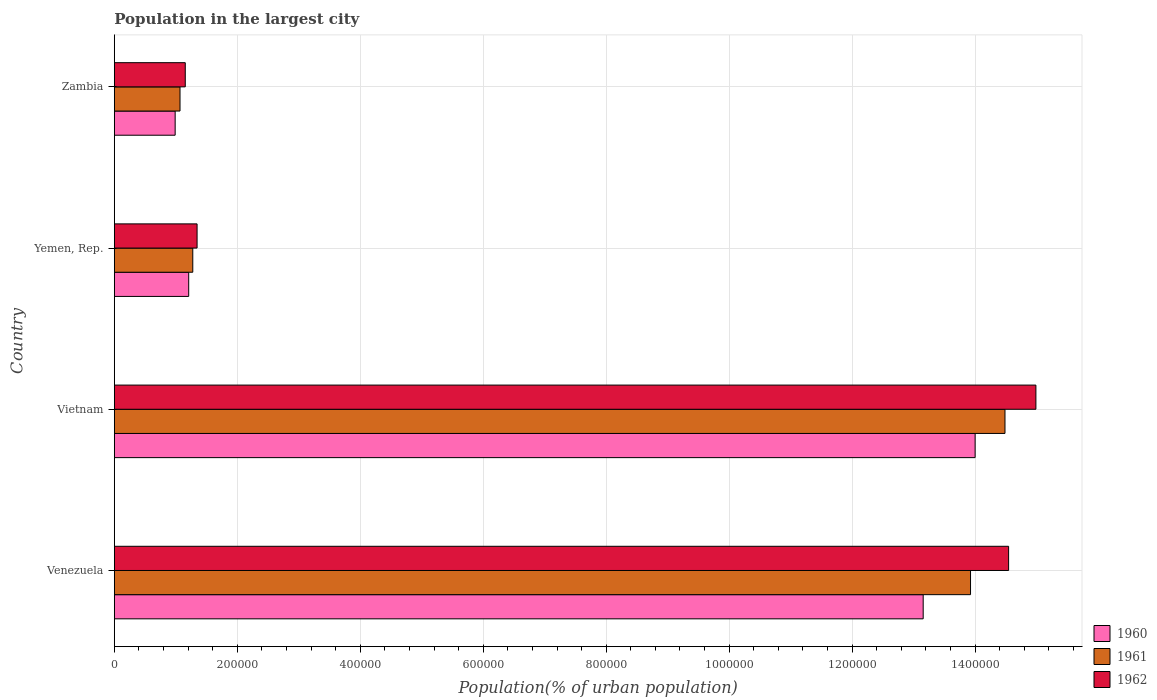 Population in the largest city
Country
Zambia
Yemen, Rep.
Vietnam
Venezuela
0
200000
400000
600000
800000
1000000
1200000
1400000
Population(% of urban population)
1960
1961
1962